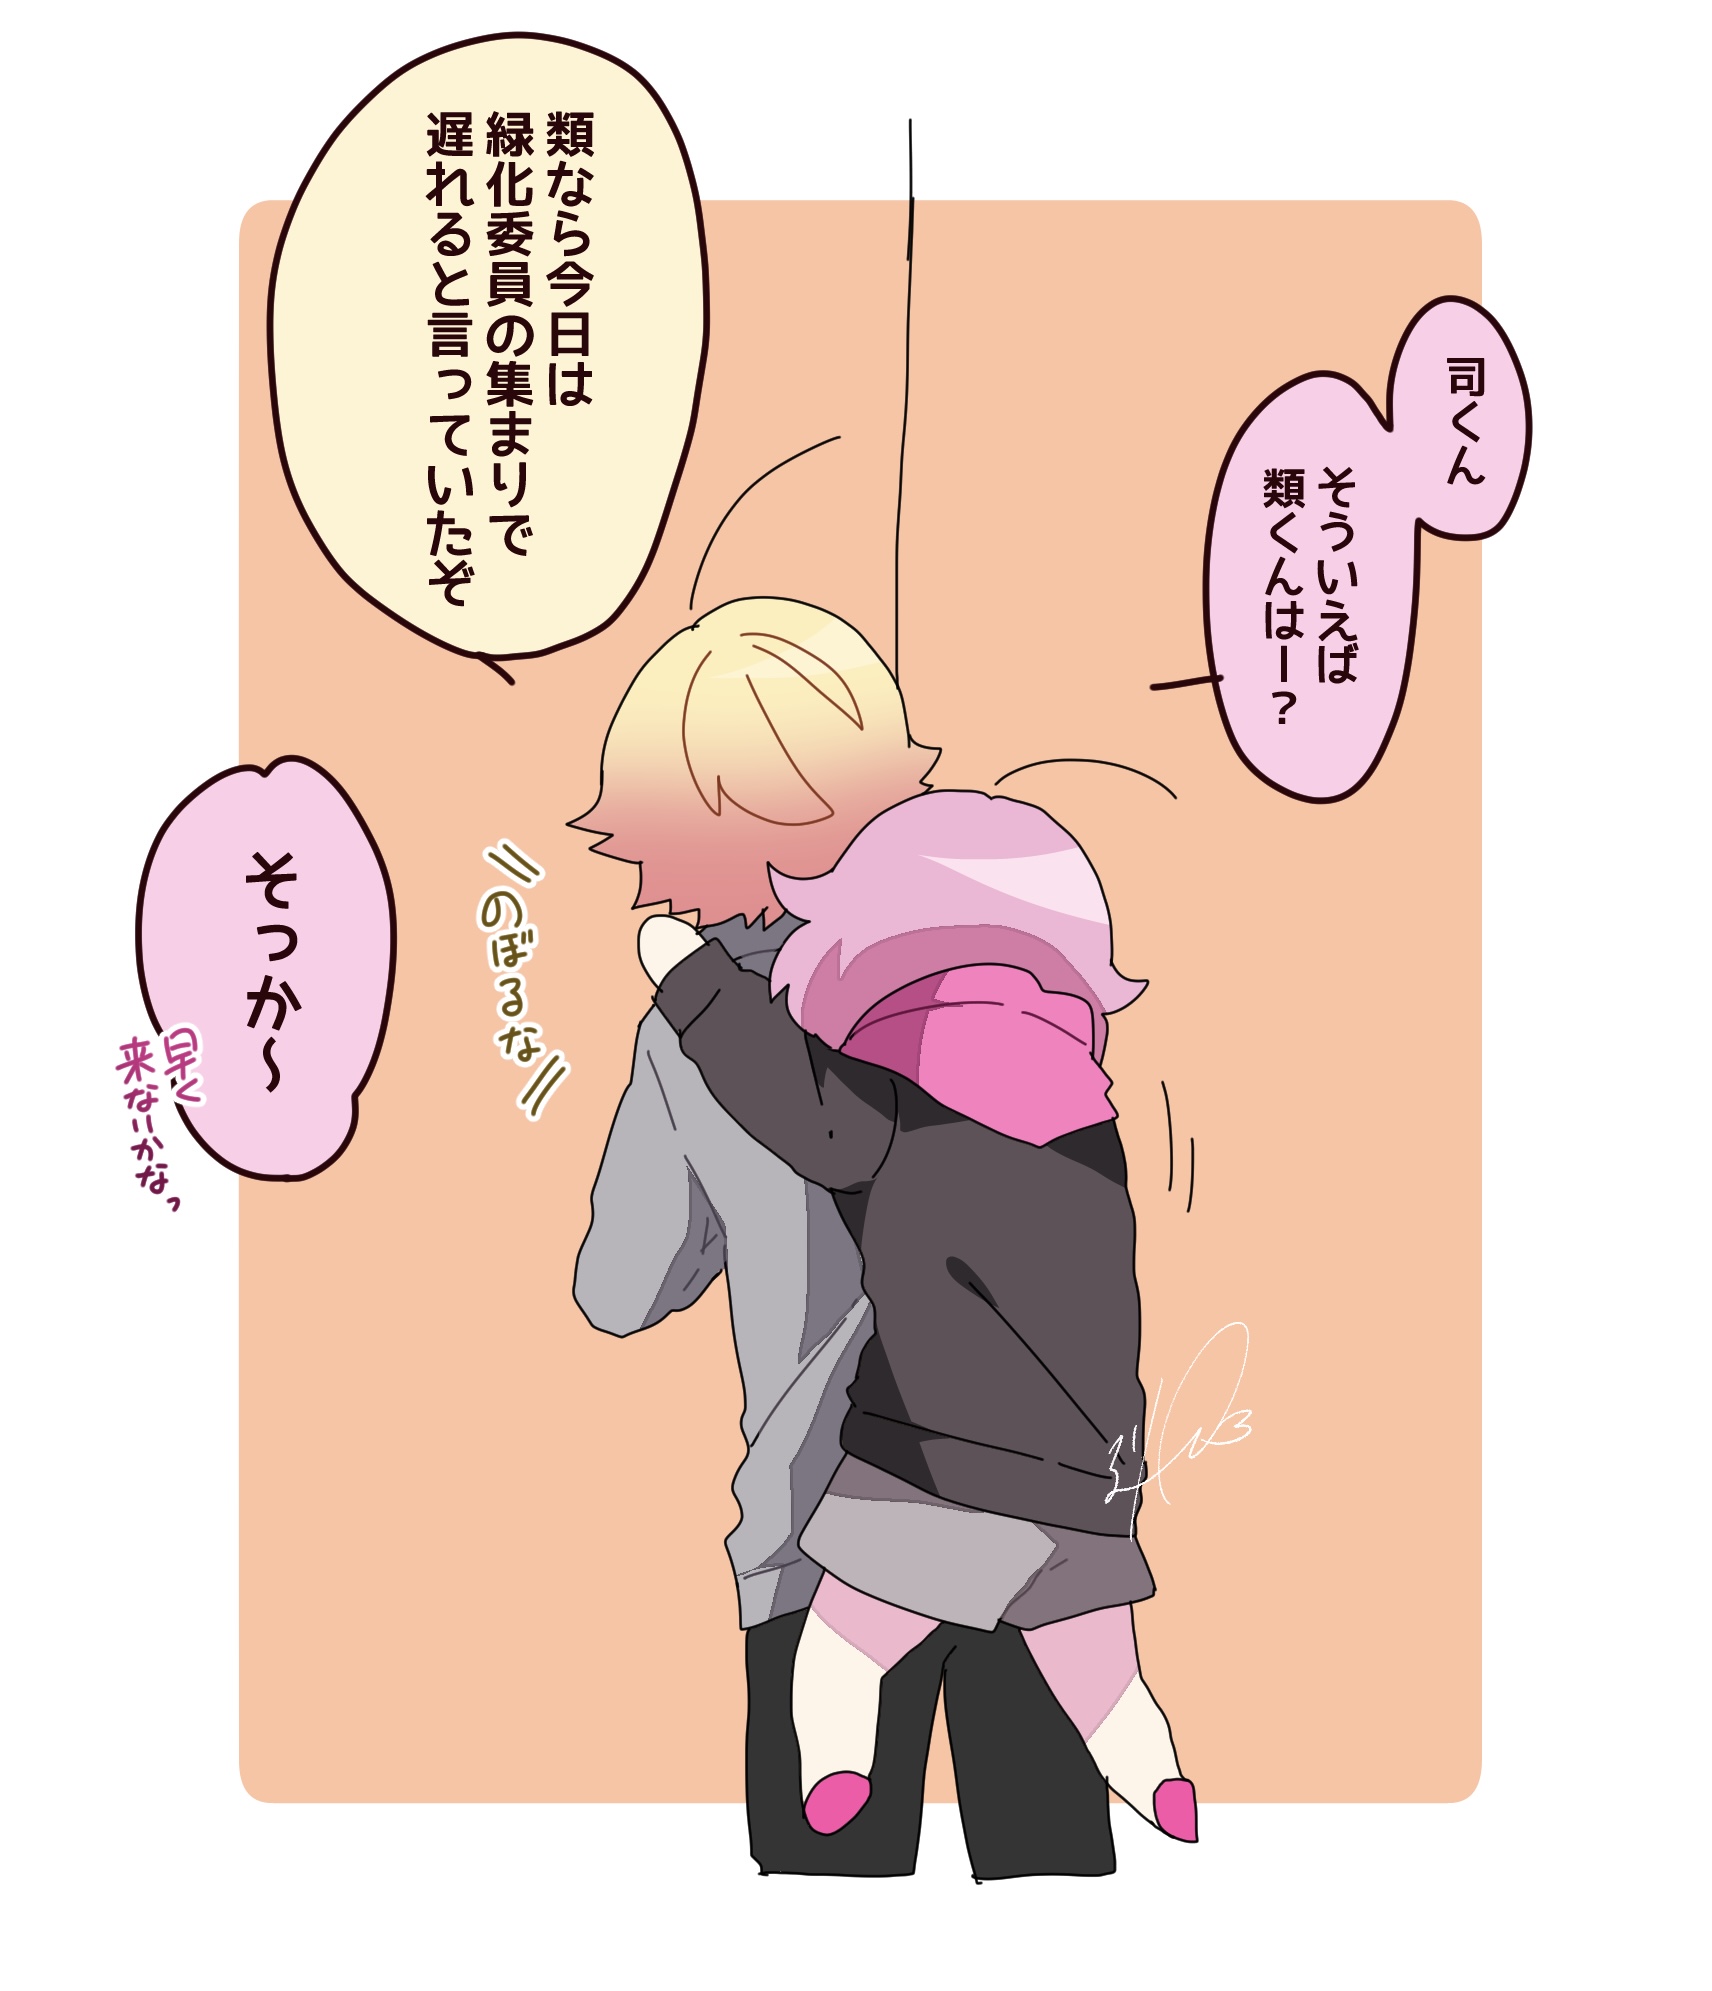 司くん
そういえば
類くんはー？
類なら今日は
緑化委員の集まりで
遅れると言っていたぞ
のぼるな
そっか〜
早く
来ないかなっ